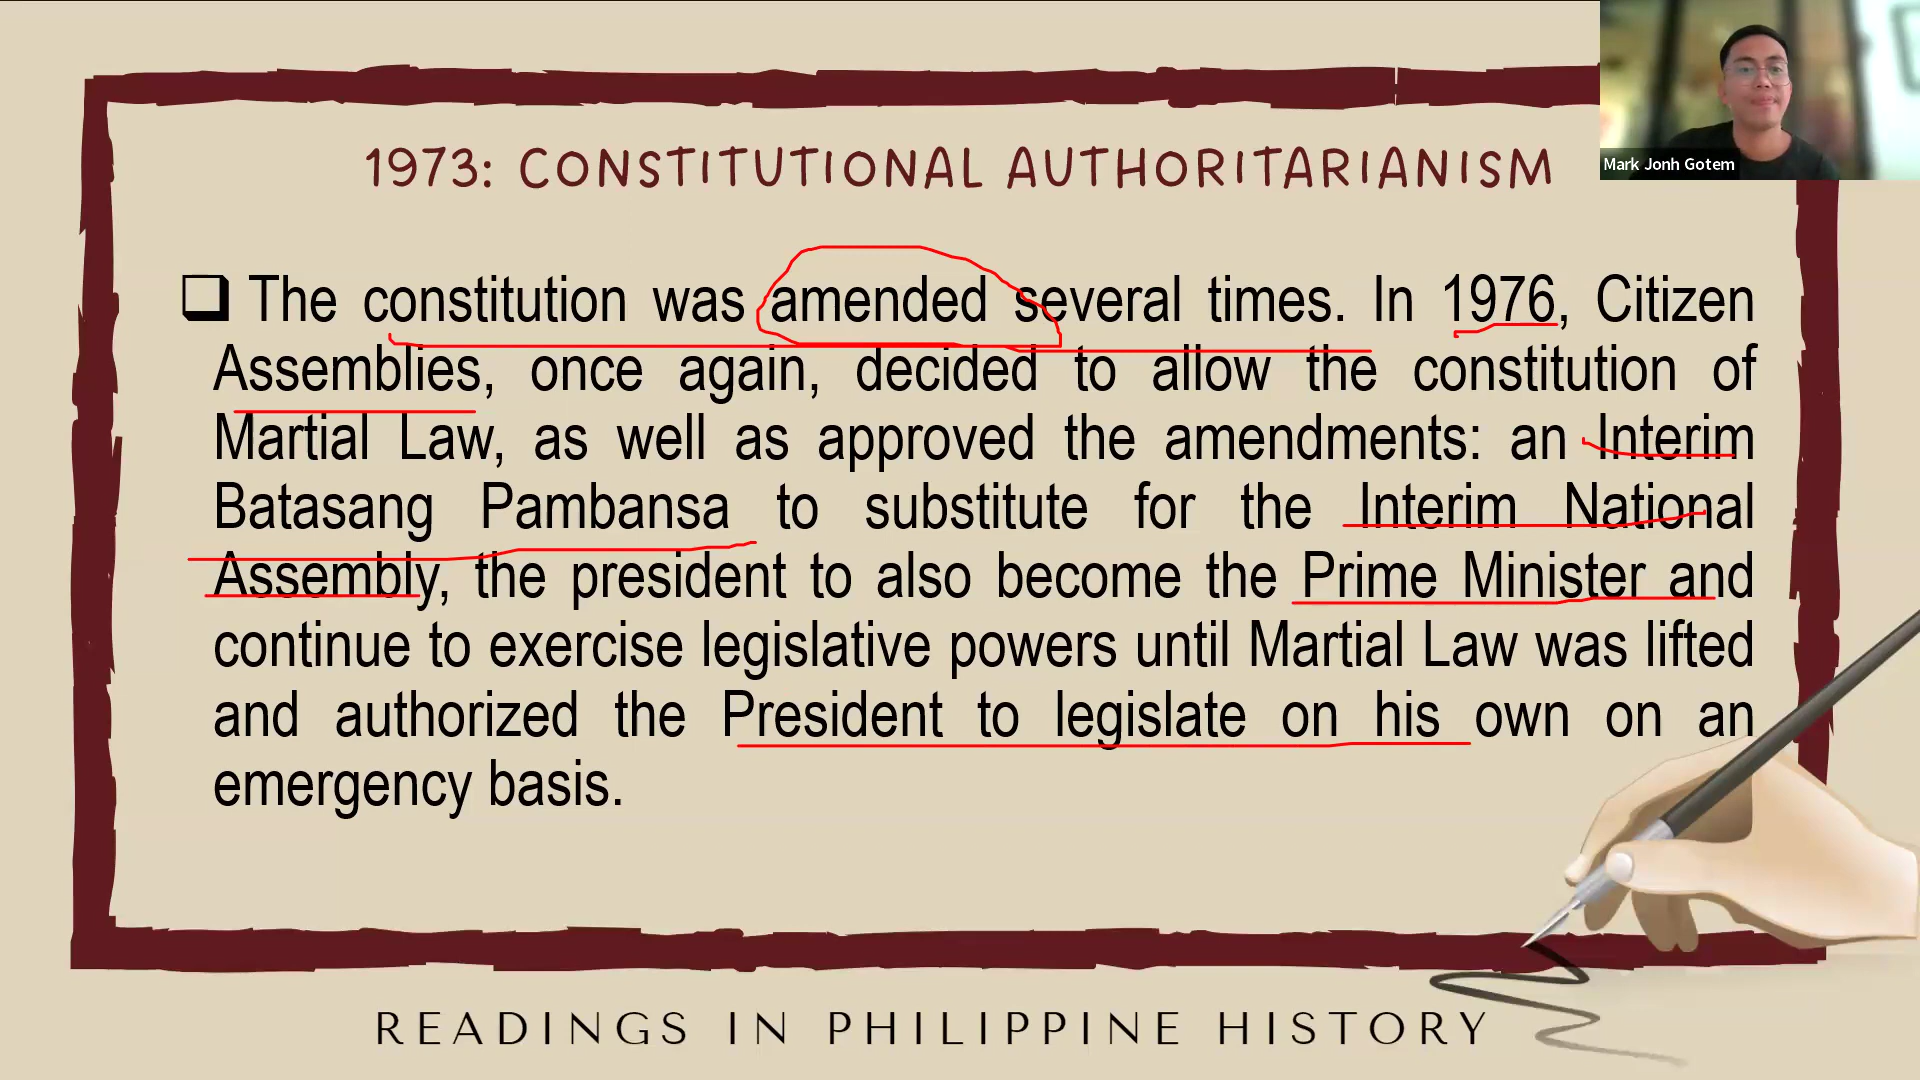 Mark Jonh Gotem
1973: CONSTITUTIONAL AUTHORITARIANISM
The constitution was amended several times. In 1976, Citizen
Assemblies, once again, decided to allow the constitution of
Martial Law, as well as approved the amendments: an Interim
Batasang Pambansa to substitute for the Interim National
Assembly, the president to also become the Prime Minister and
continue to exercise legislative powers until Martial Law was lifted
and authorized the President to legislate on his own on an
emergency basis.
READINGS IN PHILIPPINE HISTORY